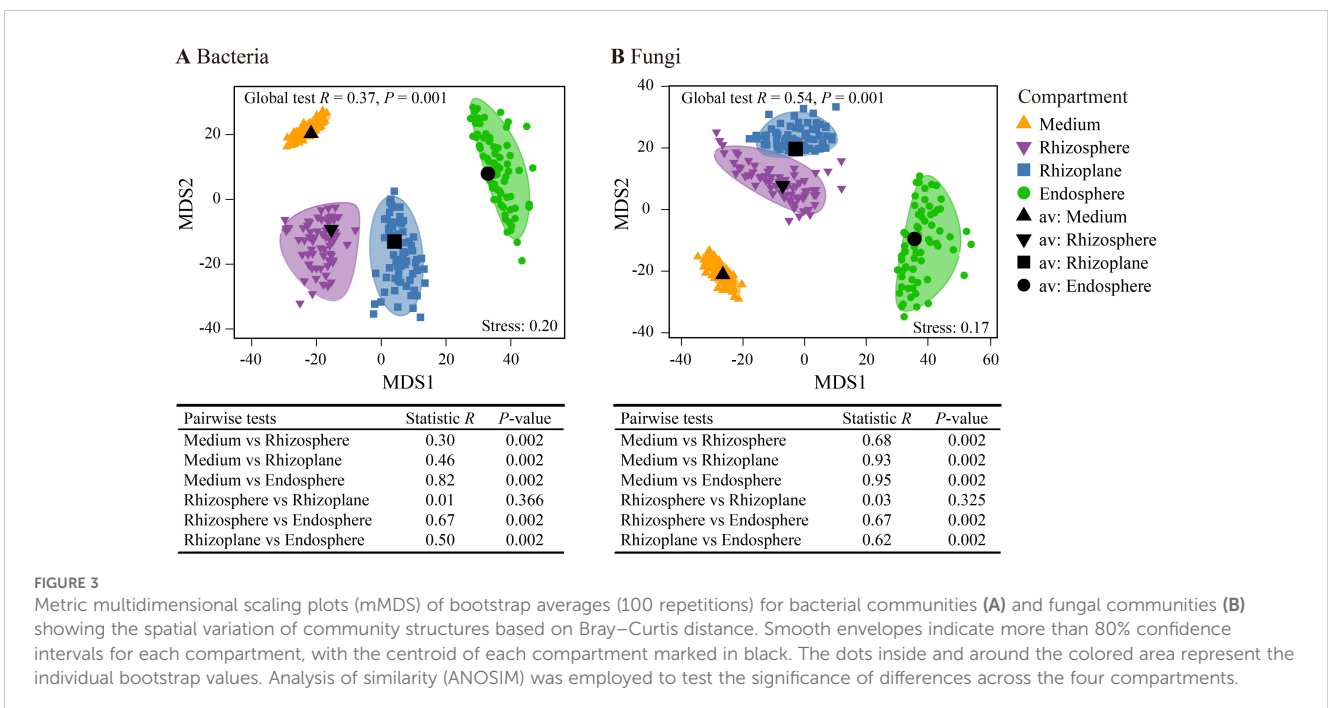 A Bacteria
Global test R = 0.37, P = 0.001
20
0
-20
-40
MDS2
Stress: 0.20
-40 -20 0 20 40
MDS1
B Fungi
40
Global test R = 0.54, P = 0.001
20
0
-20
-40
MDS2
Stress: 0.17
-40 -20 0 20 40 60
MDS1
Compartment
Medium
Rhizosphere
Rhizoplane
Endosphere
av: Medium
av: Rhizosphere
av: Rhizoplane
av: Endosphere
Pairwise tests Statistic R P-value
Medium vs Rhizosphere 0.30 0.002
Medium vs Rhizoplane 0.46 0.002
Medium vs Endosphere 0.82 0.002
Rhizosphere vs Rhizoplane 0.01 0.366
Rhizosphere vs Endosphere 0.67 0.002
Rhizoplane vs Endosphere 0.50 0.002
Pairwise tests Statistic R P-value
Medium vs Rhizosphere 0.68 0.002
Medium vs Rhizoplane 0.93 0.002
Medium vs Endosphere 0.95 0.002
Rhizosphere vs Rhizoplane 0.03 0.325
Rhizosphere vs Endosphere 0.67 0.002
Rhizoplane vs Endosphere 0.62 0.002
FIGURE 3
Metric multidimensional scaling plots (mMDS) of bootstrap averages (100 repetitions) for bacterial communities (A) and fungal communities (B)
showing the spatial variation of community structures based on Bray–Curtis distance. Smooth envelopes indicate more than 80% confidence
intervals for each compartment, with the centroid of each compartment marked in black. The dots inside and around the colored area represent the
individual bootstrap values. Analysis of similarity (ANOSIM) was employed to test the significance of differences across the four compartments.